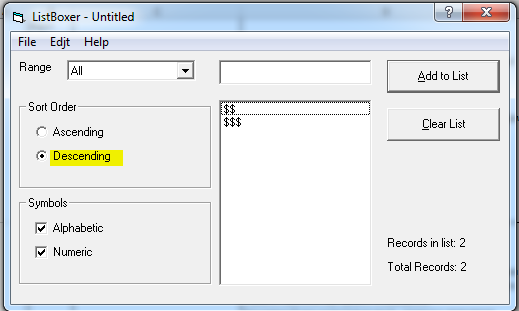 ListBoxer - Untitled
File Edjt Help
Range All
Add to List
Sort Order
Ascending
Descending
$$
$$$
Clear List
Symbols
Alphabetic
Numeric
Records in list: 2
Total Records: 2